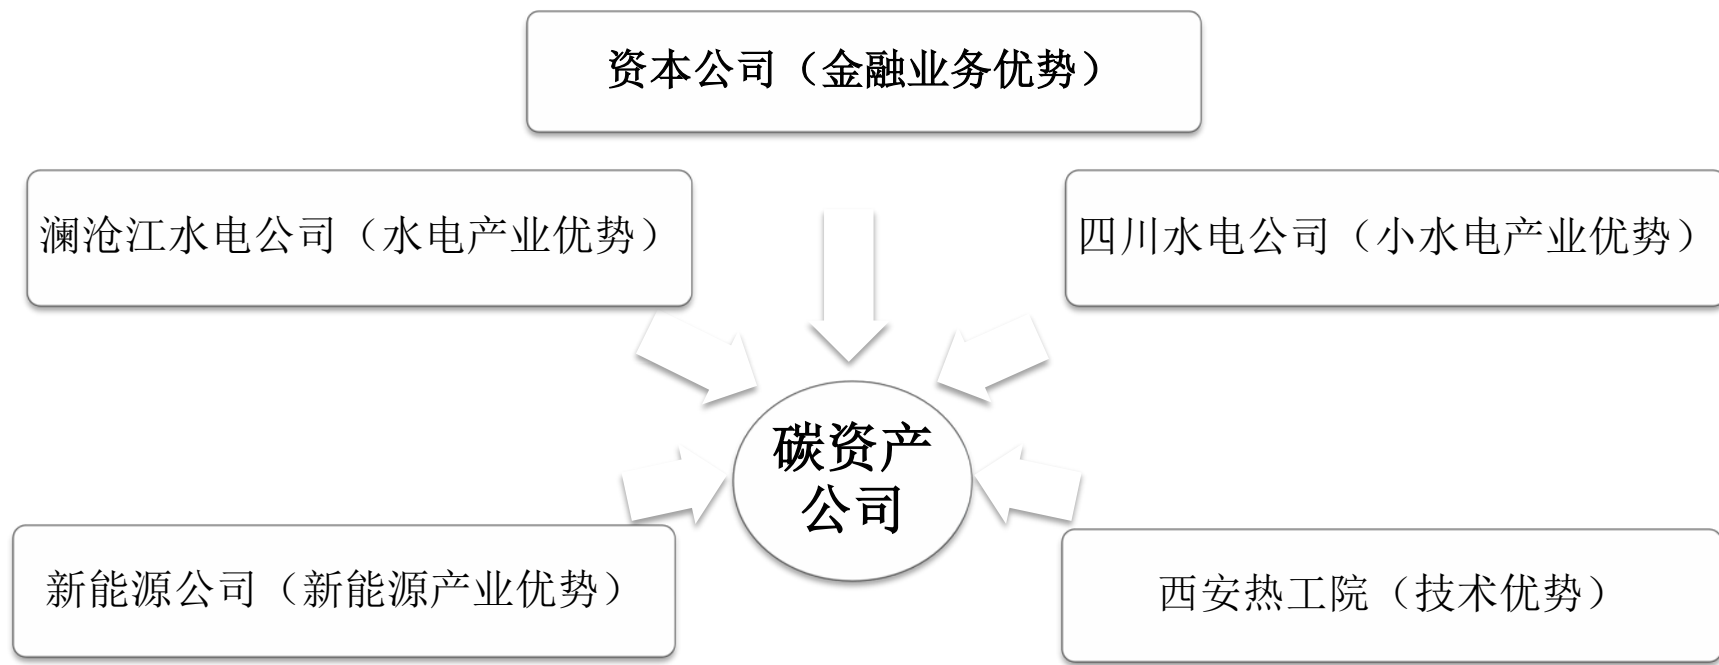 资本公司（金融业务优势）
澜沧江水电公司（水电产业优势）
四川水电公司（小水电产业优势）
碳资产
公司
新能源公司（新能源产业优势）
西安热工院（技术优势）